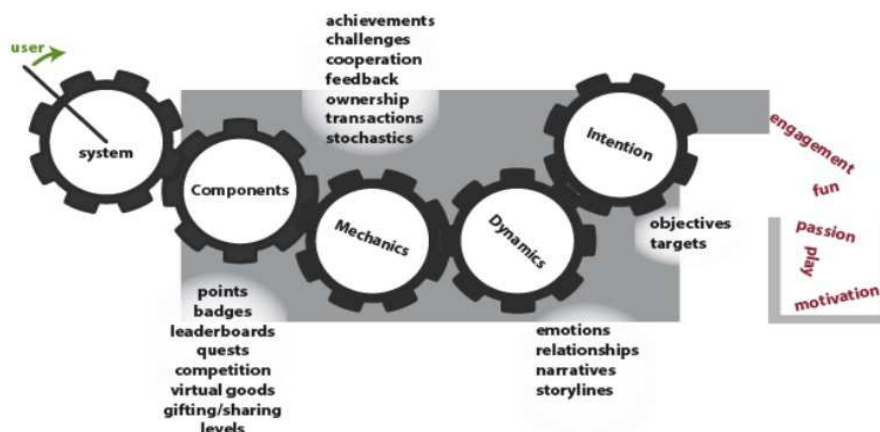 user
system
Components
achievements
challenges
cooperation
feedback
ownership
transactions
stochastics
Mechanics
points
badges
leaderboards
quests
competition
virtual goods
gifting/sharing
levels
Dynamics
emotions
relationships
narratives
storylines
Intention
objectives
targets
engagement
fun
passion
play
motivation